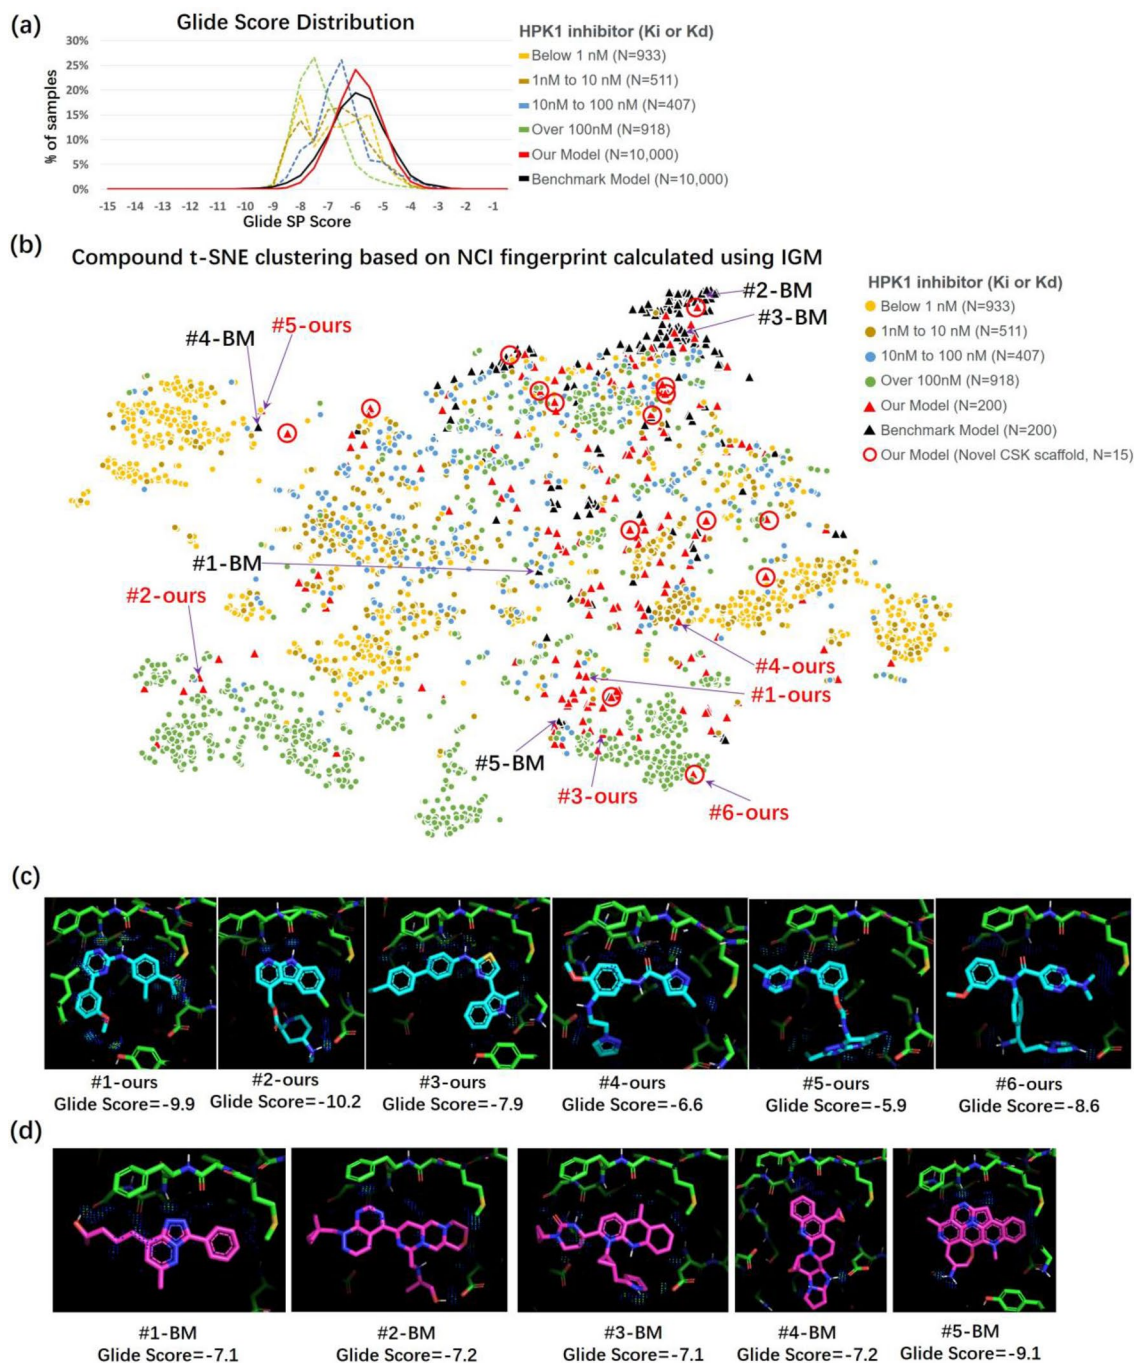 (a)
Glide Score Distribution
30%
25%
20%
15%
10%
5%
0%
% of samples
-15 -14 -13 -12 -11 -10 -9 -8 -7 -6 -5 -4 -3 -2 -1
Glide SP Score
HPK1 inhibitor (Ki or Kd)
Below 1 nM (N=933)
1nM to 10 nM (N=511)
10nM to 100 nM (N=407)
Over 100nM (N=918)
Our Model (N=10,000)
Benchmark Model (N=10,000)
(b)
Compound t-SNE clustering based on NCI fingerprint calculated using IGM
HPK1 inhibitor (Ki or Kd)
Below 1 nM (N=933)
1nM to 10 nM (N=511)
10nM to 100 nM (N=407)
Over 100nM (N=918)
Our Model (N=200)
Benchmark Model (N=200)
Our Model (Novel CSK scaffold, N=15)
#2-BM
#3-BM
#5-ours
#4-BM
#1-BM
#2-ours
#4-ours
#1-ours
#5-BM
#3-ours
#6-ours
(c)
#1-ours
Glide Score=-9.9
#2-ours
Glide Score=-10.2
#3-ours
Glide Score=-7.9
#4-ours
Glide Score=-6.6
#5-ours
Glide Score=-5.9
#6-ours
Glide Score=-8.6
(d)
#1-BM
Glide Score=-7.1
#2-BM
Glide Score=-7.2
#3-BM
Glide Score=-7.1
#4-BM
Glide Score=-7.2
#5-BM
Glide Score=-9.1